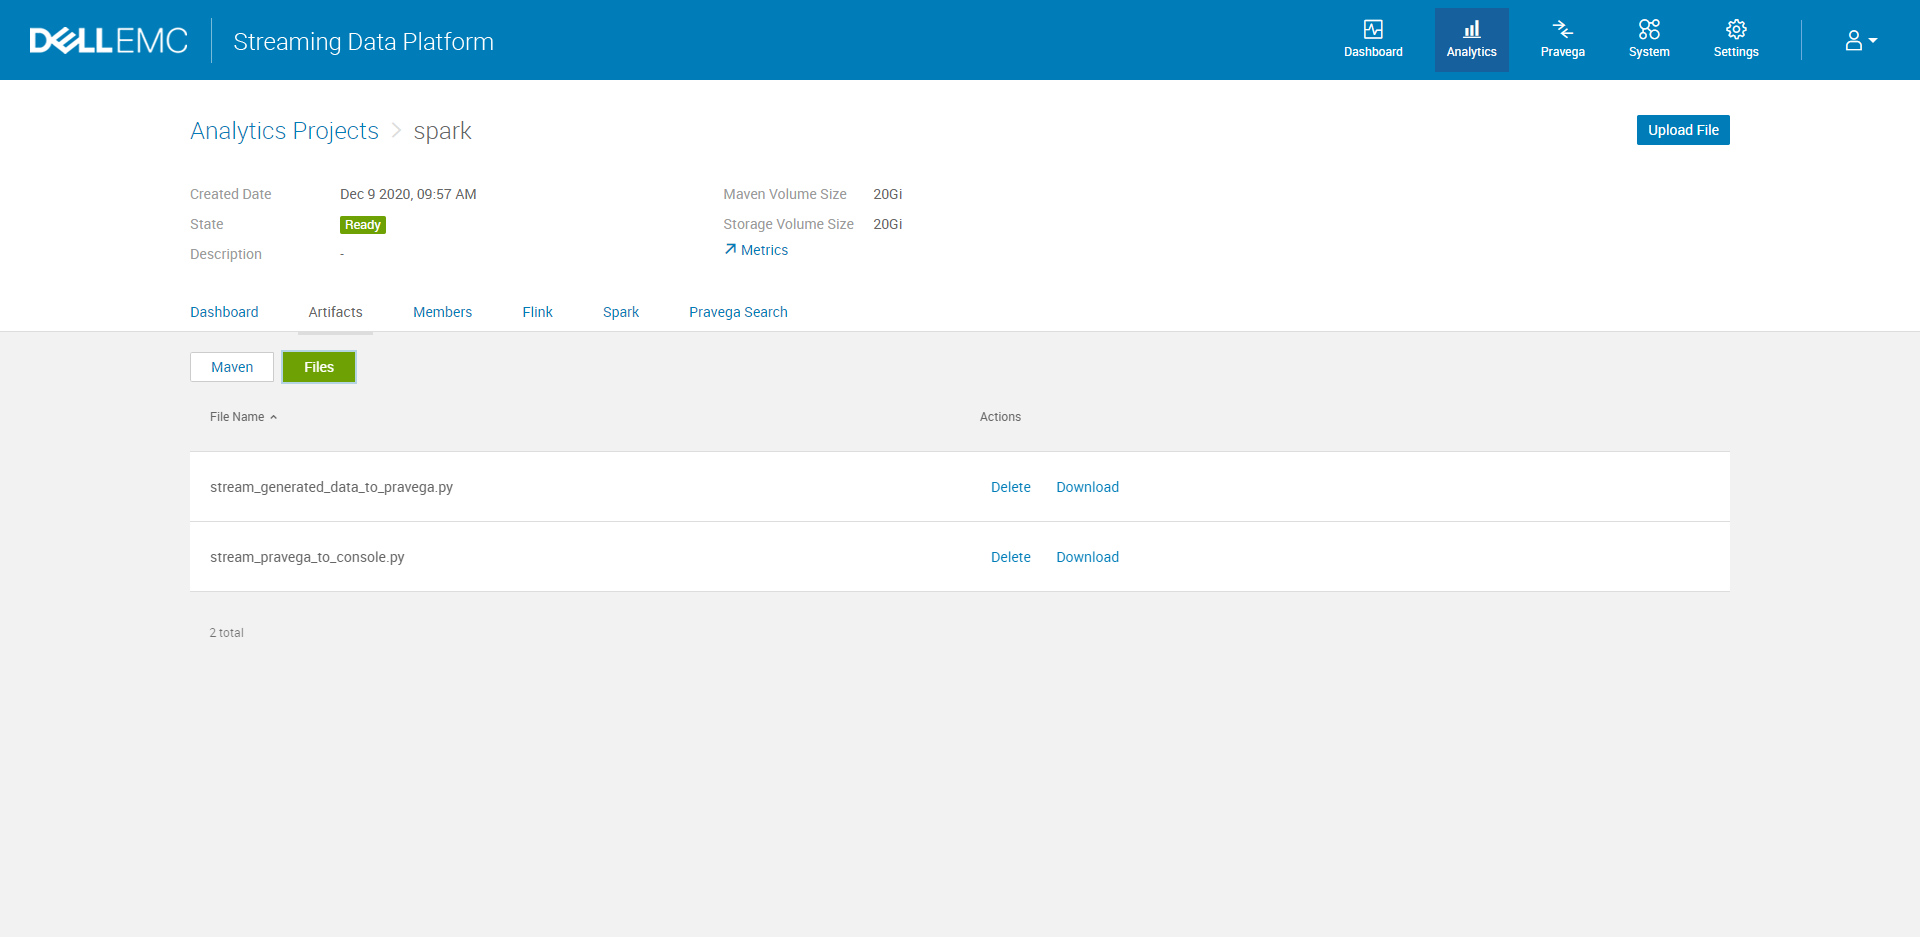 DELLEMC Streaming Data Platform
Dashboard Analytics Pravega System Settings
Analytics Projects spark
Upload File
Created Date Dec 9 2020, 09:57 AM Maven Volume Size 20Gi
State Ready Storage Volume Size 20Gi
Description - Metrics
Dashboard Artifacts Members Flink Spark Pravega Search
Maven Files
File Name Actions
stream_generated_data_to_pravega.py Delete Download
stream_pravega_to_console.py Delete Download
2 total